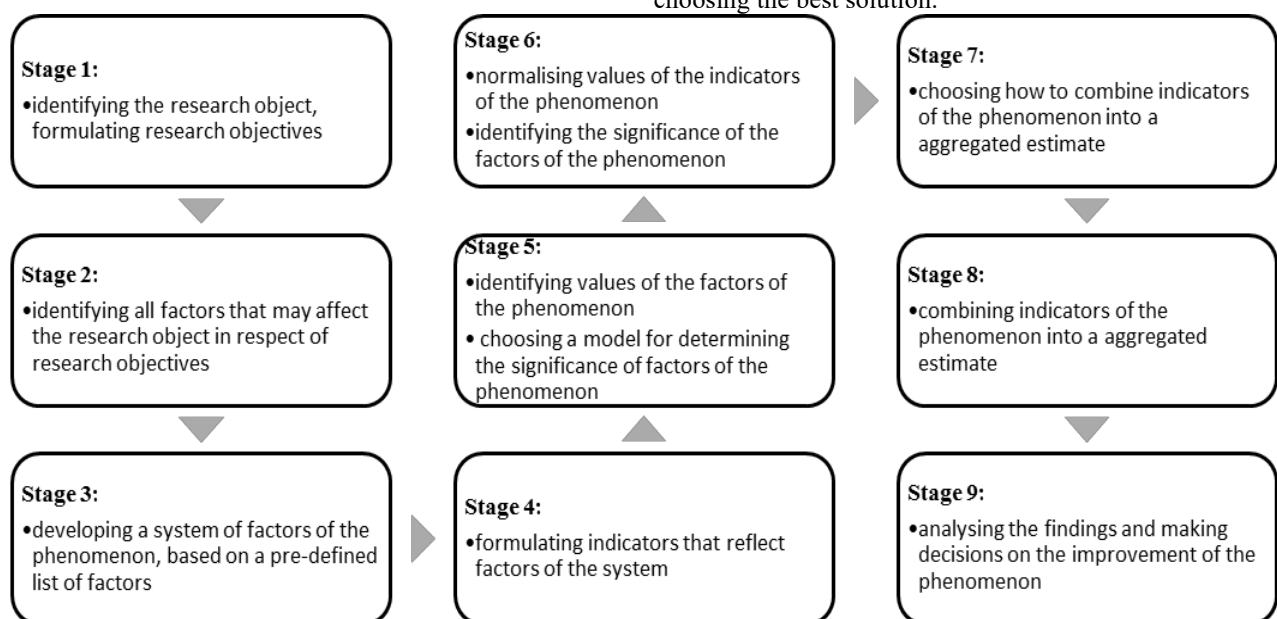 choosing the best solution.
Stage 1:
•identifying the research object,
formulating research objectives
Stage 2:
•identifying all factors that may affect
the research object in respect of
research objectives
Stage 3:
•developing a system of factors of the
phenomenon, based on a pre-defined
list of factors
Stage 4:
•formulating indicators that reflect
factors of the system
Stage 5:
•identifying values of the factors of
the phenomenon
• choosing a model for determining
the significance of factors of the
phenomenon
Stage 6:
•normalising values of the indicators
of the phenomenon
•identifying the significance of the
factors of the phenomenon
Stage 7:
•choosing how to combine indicators
of the phenomenon into a
aggregated estimate
Stage 8:
•combining indicators of the
phenomenon into a aggregated
estimate
Stage 9:
•analysing the findings and making
decisions on the improvement of the
phenomenon